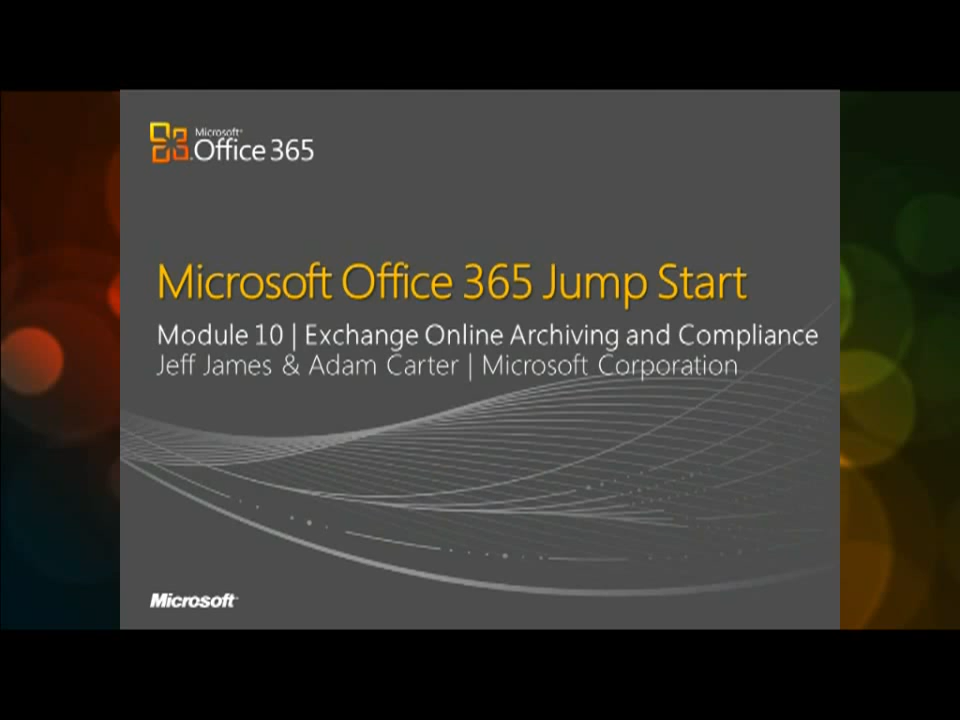 Microsoft
Office 365
Microsoft Office 365 Jump Start
Module 10 | Exchange Online Archiving and Compliance
Jeff James & Adam Carter | Microsoft Corporation
Microsoft